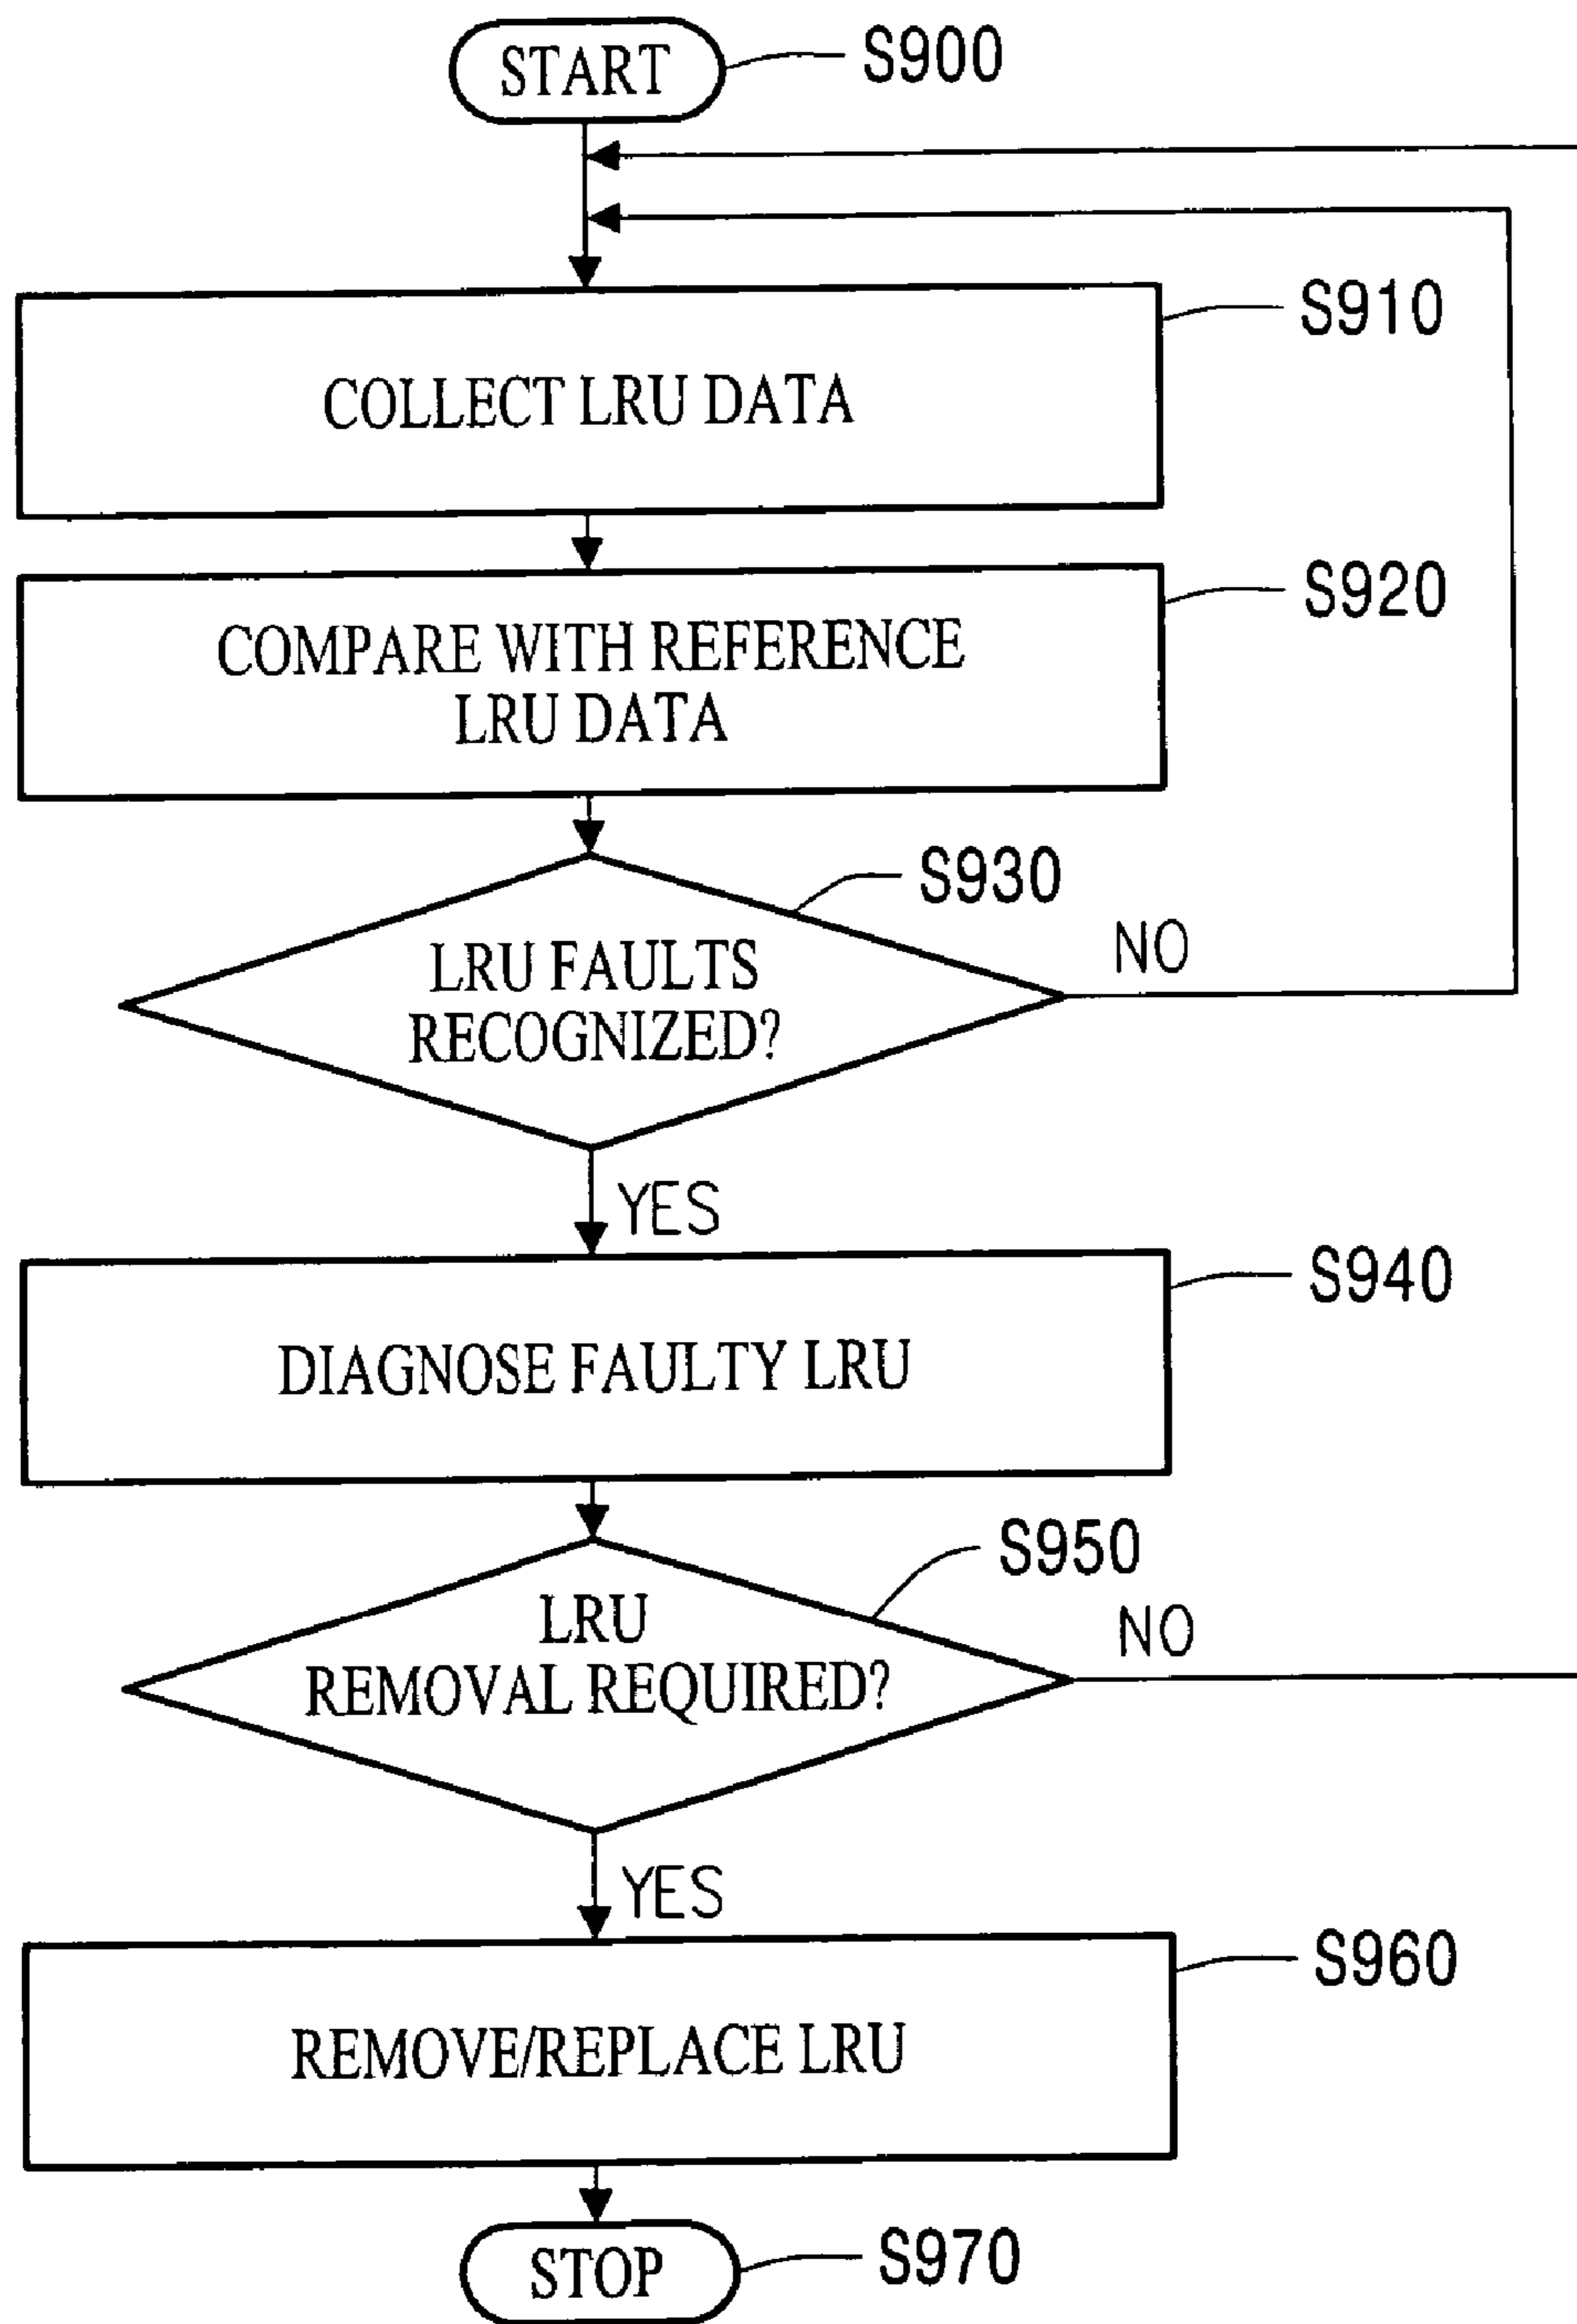 START
S900
S910
COLLECT LRU DATA
S920
COMPARE WITH REFERENCE
LRU DATA
S930
LRU FAULTS
RECOGNIZED?
NO
YES
S940
DIAGNOSE FAULTY LRU
S950
LRU
REMOVAL REQUIRED?
NO
YES
S960
REMOVE/REPLACE LRU
STOP
S970